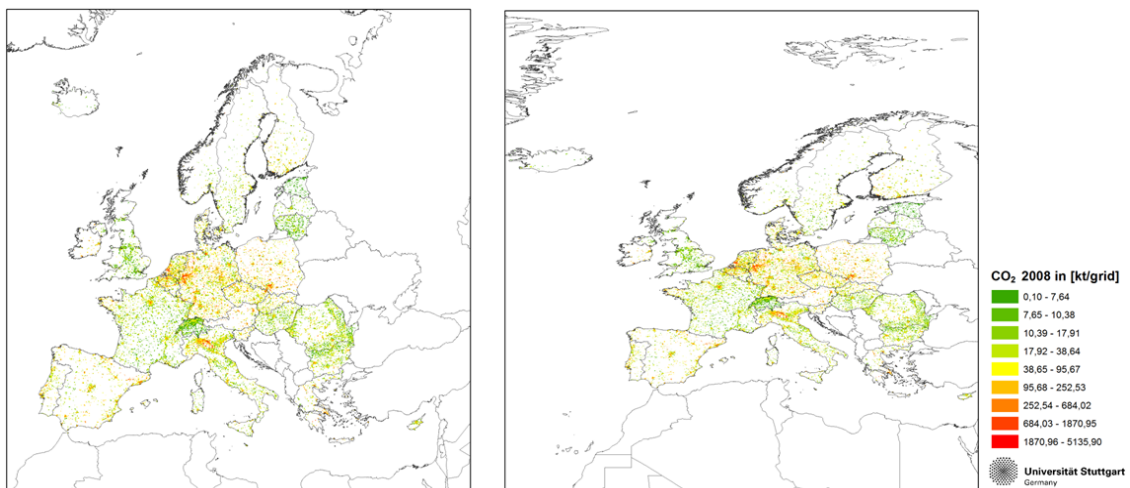 CO2 2008 in [kt/grid]
0,10 - 7,64
7,65 - 10,38
10,39 - 17,91
17,92 - 38,64
38,65 - 95,67
95,68 - 252,53
252,54 - 684,02
684,03 - 1870,95
1870,96 - 5135,90
Universität Stuttgart
Germany